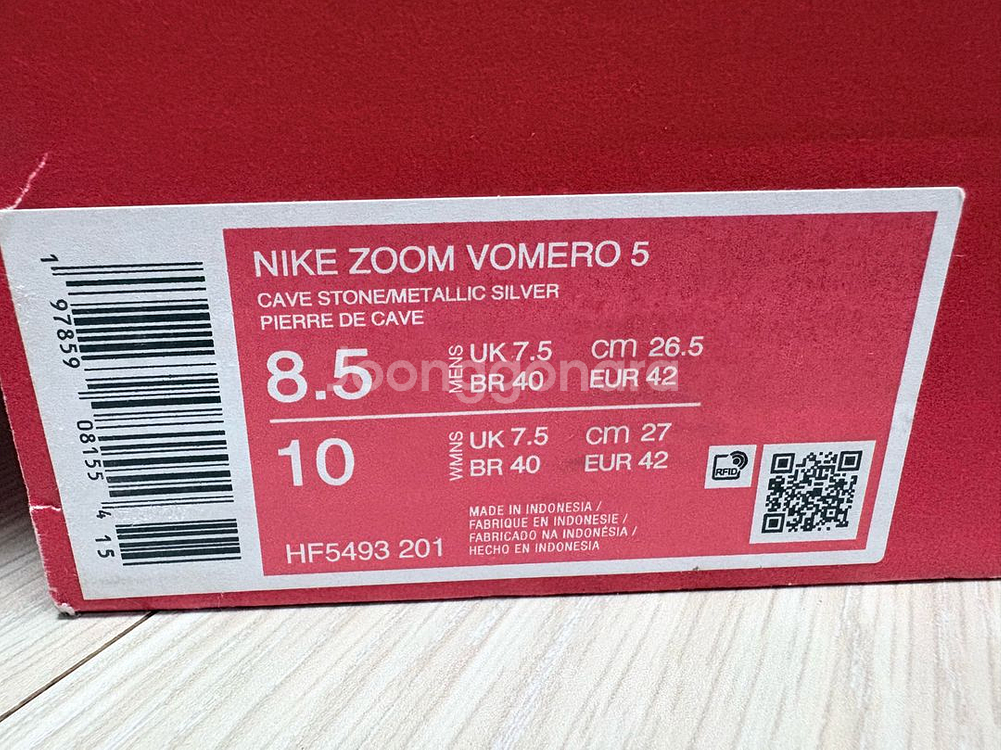 NIKE ZOOM VOMERO 5
CAVE STONE/METALLIC SILVER
PIERRE DE CAVE
8.5 MENS UK 7.5 cm 26.5
BR 40 EUR 42
Joonggonara
10 WMNS UK 7.5 cm 27
BR 40 EUR 42
RFID
MADE IN INDONESIA /
FABRIQUE EN INDONESIE /
FABRICADO NA INDONÉSIA /
HECHO EN INDONESIA
HF5493 201
1 97859 08155 4 15